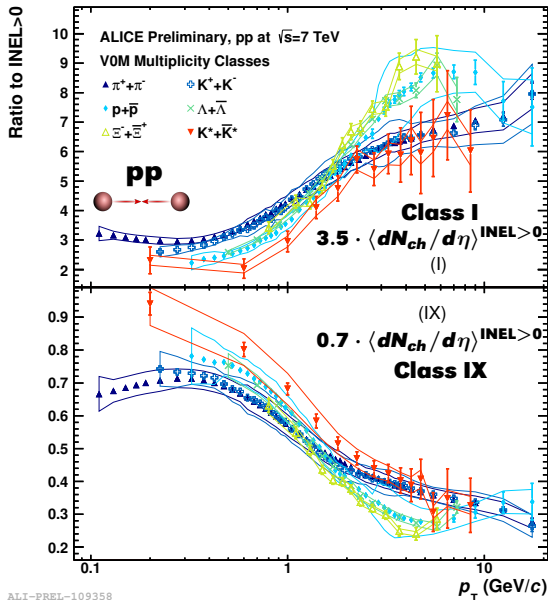 Ratio to INEL>0
ALICE Preliminary, pp at √s=7 TeV
V0M Multiplicity Classes
π⁺+π⁻
K⁺+K⁻
p+p̅
Λ+Λ̅
Ξ⁻+Ξ̅⁺
K*+K̅*
pp
Class I
3.5 · ⟨dN_ch/dη⟩^INEL>0
(I)
10
9
8
7
6
5
4
3
2
(IX)
0.7 · ⟨dN_ch/dη⟩^INEL>0
Class IX
0.9
0.8
0.7
0.6
0.5
0.4
0.3
0.2
0.1
1
10
p_T (GeV/c)
ALI-PREL-109358